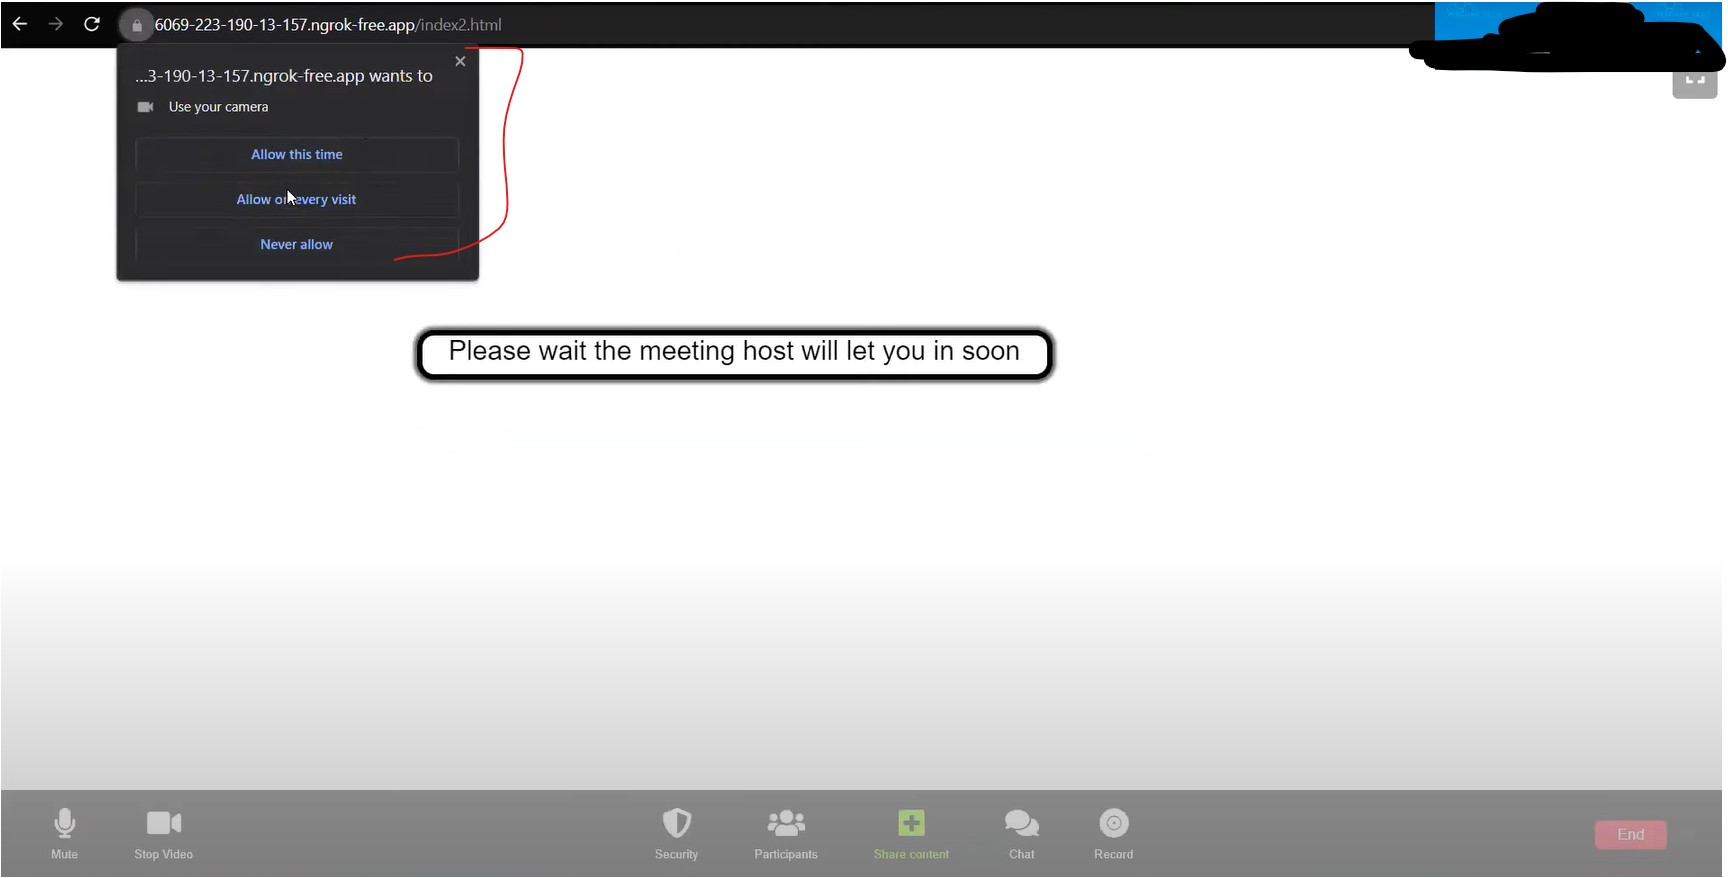 6069-223-190-13-157.ngrok-free.app/index2.html
...3-190-13-157.ngrok-free.app wants to
Use your camera
Allow this time
Allow on every visit
Never allow
Please wait the meeting host will let you in soon
Mute
Stop Video
Security
Participants
Share content
Chat
Record
End